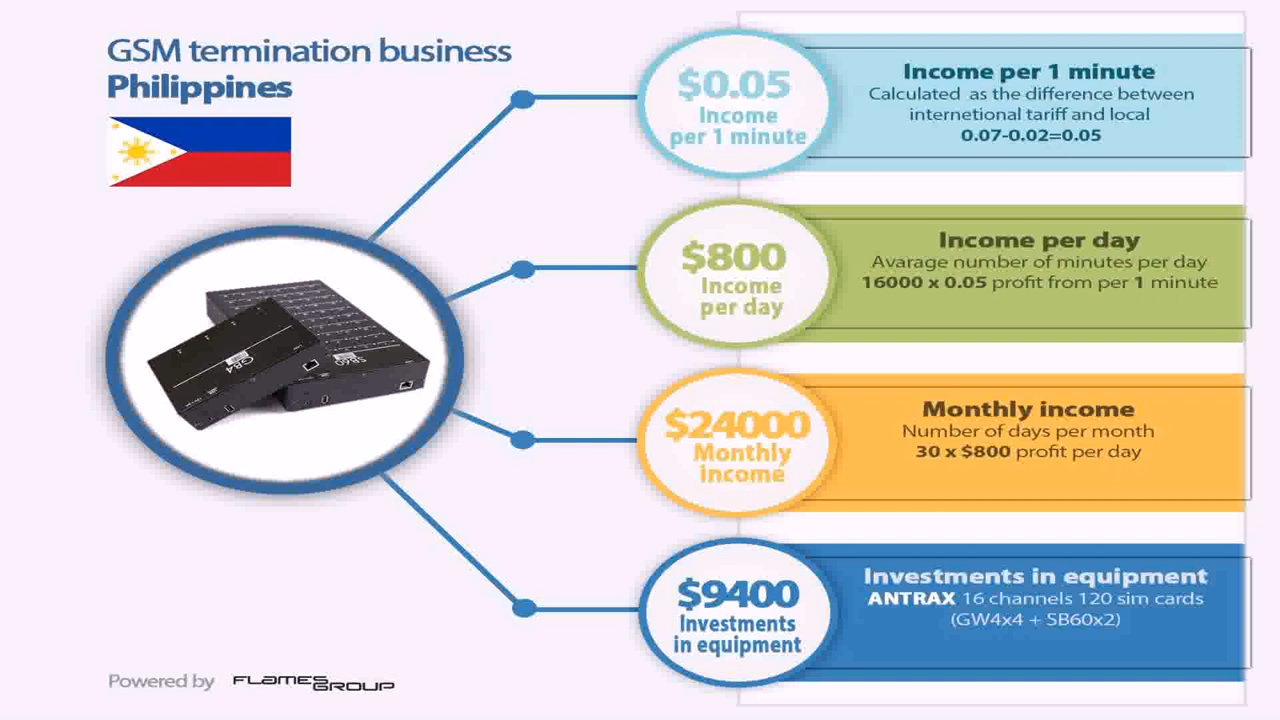 GSM termination business
Philippines
$0.05
Income
per 1 minute
Income per 1 minute
Calculated as the difference between
internetional tariff and local
0.07-0.02=0.05
$800
Income
per day
Income per day
Avarage number of minutes per day
16000 x 0.05 profit from per 1 minute
$24000
Monthly
income
Monthly income
Number of days per month
30 x $800 profit per day
$9400
Investments
in equipment
Investments in equipment
ANTRAX 16 channels 120 sim cards
(GW4x4 + SB60x2)
GB4
SB60
Powered by FLAMESGROUP